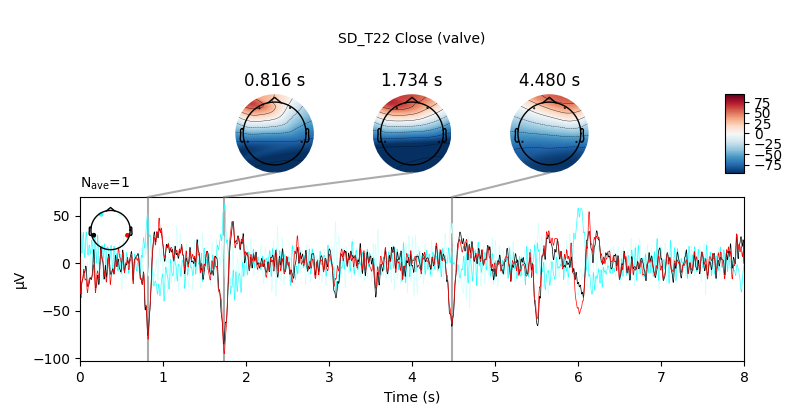 SD_T22 Close (valve)
0.816 s 1.734 s 4.480 s
75
50
25
0
−25
−50
−75
Nave=1
50
0
−50
−100
µV
0 1 2 3 4 5 6 7 8
Time (s)